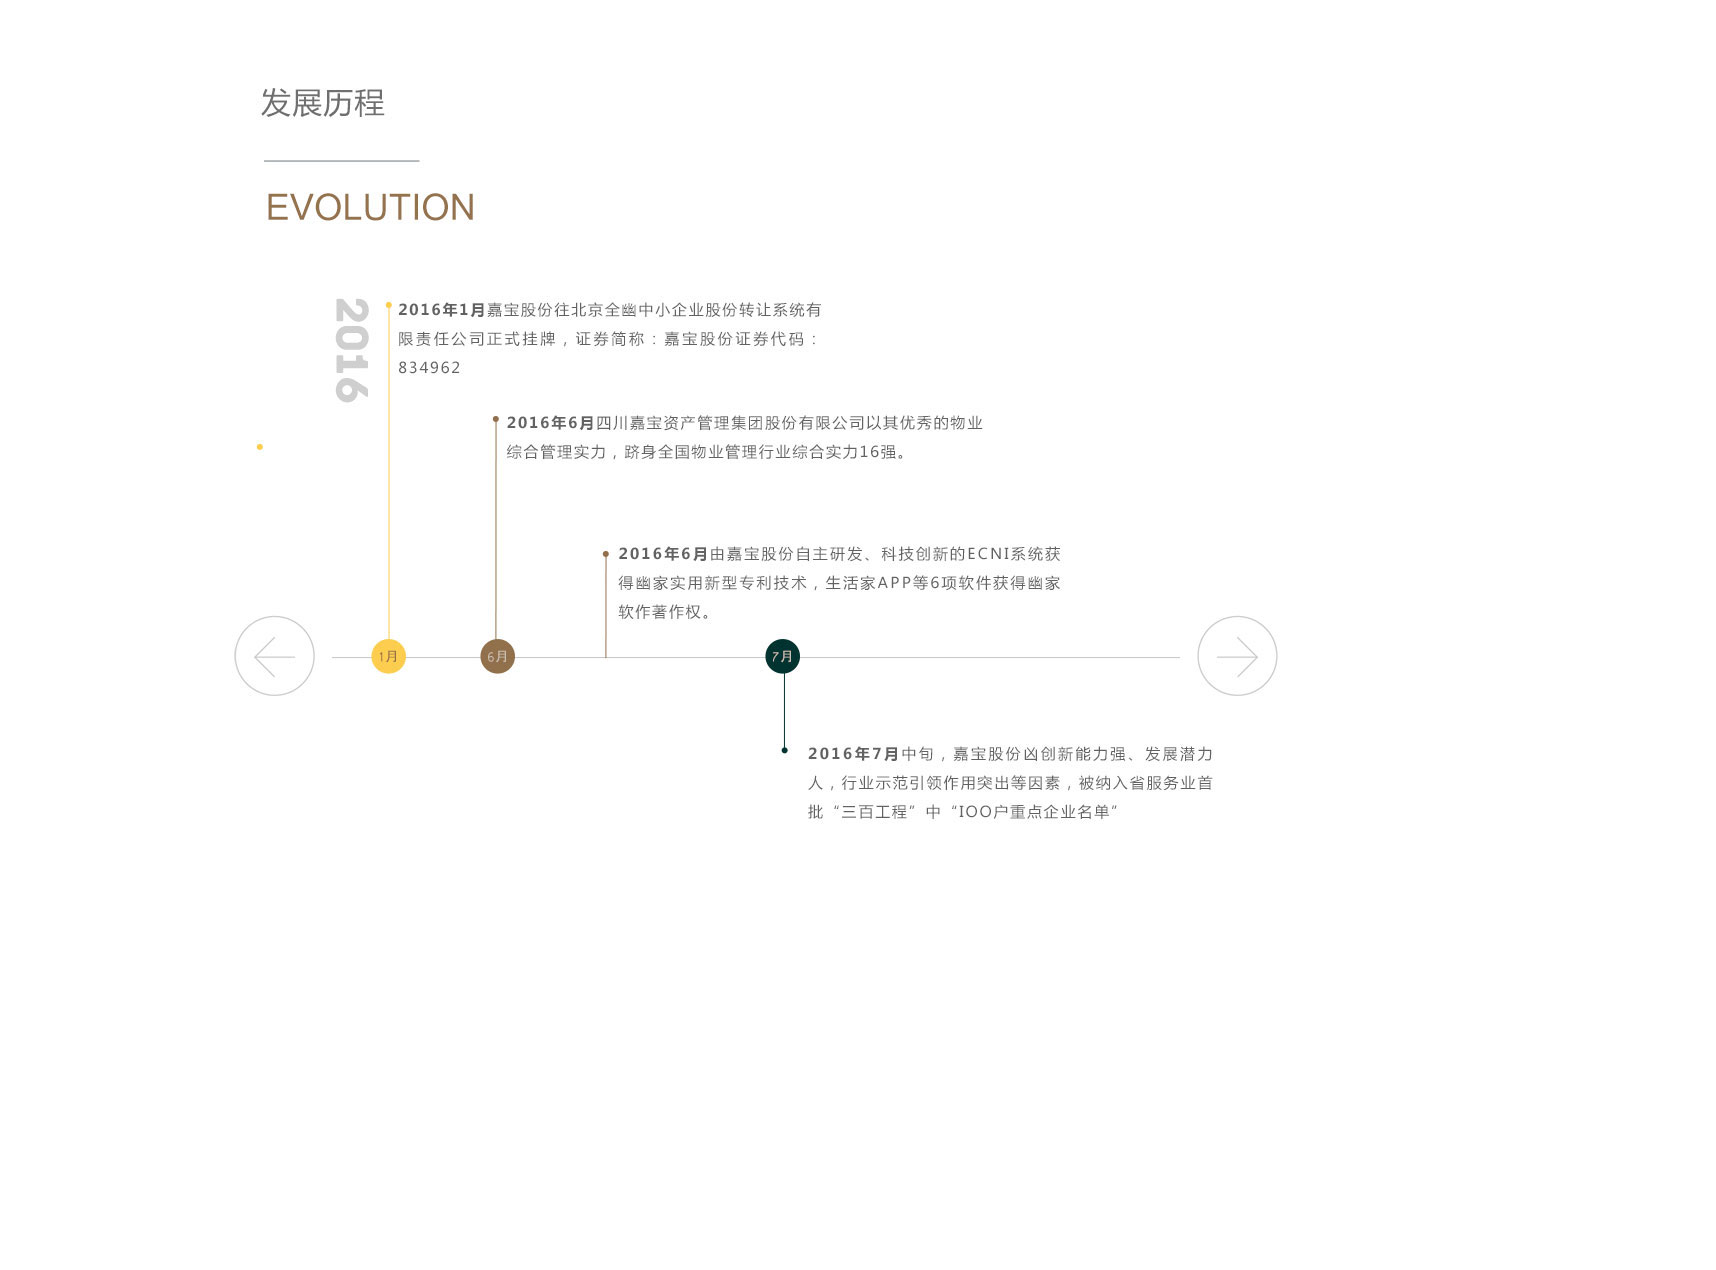 发展历程
EVOLUTION
2016
2016年1月嘉宝股份往北京全幽中小企业股份转让系统有
限责任公司正式挂牌，证券简称：嘉宝股份证券代码：
834962
2016年6月四川嘉宝资产管理集团股份有限公司以其优秀的物业
综合管理实力，跻身全国物业管理行业综合实力16强。
2016年6月由嘉宝股份自主研发、科技创新的ECNI系统获
得幽家实用新型专利技术，生活家APP等6项软件获得幽家
软作著作权。
1月
6月
7月
2016年7月中旬，嘉宝股份凶创新能力强、发展潜力
人，行业示范引领作用突出等因素，被纳入省服务业首
批“三百工程”中“IOO户重点企业名单”